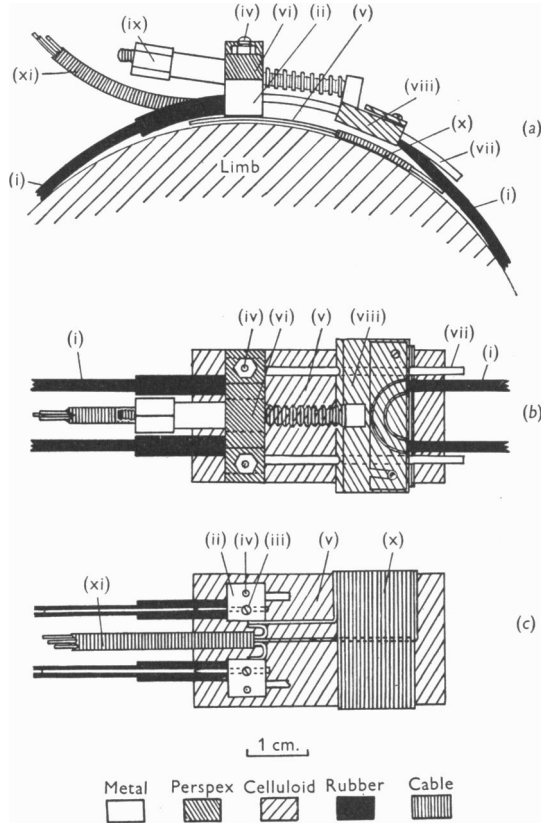 (iv)
(ix) (vi) (ii) (v)
(xi)
(viii)
(x)
(a)
(vii)
(i) Limb (i)
(iv) (vi) (v) (viii)
(vii)
(i) (i)
(b)
(ii) (iv) (iii) (v) (x)
(xi)
(c)
1 cm.
Metal Perspex Celluloid Rubber Cable